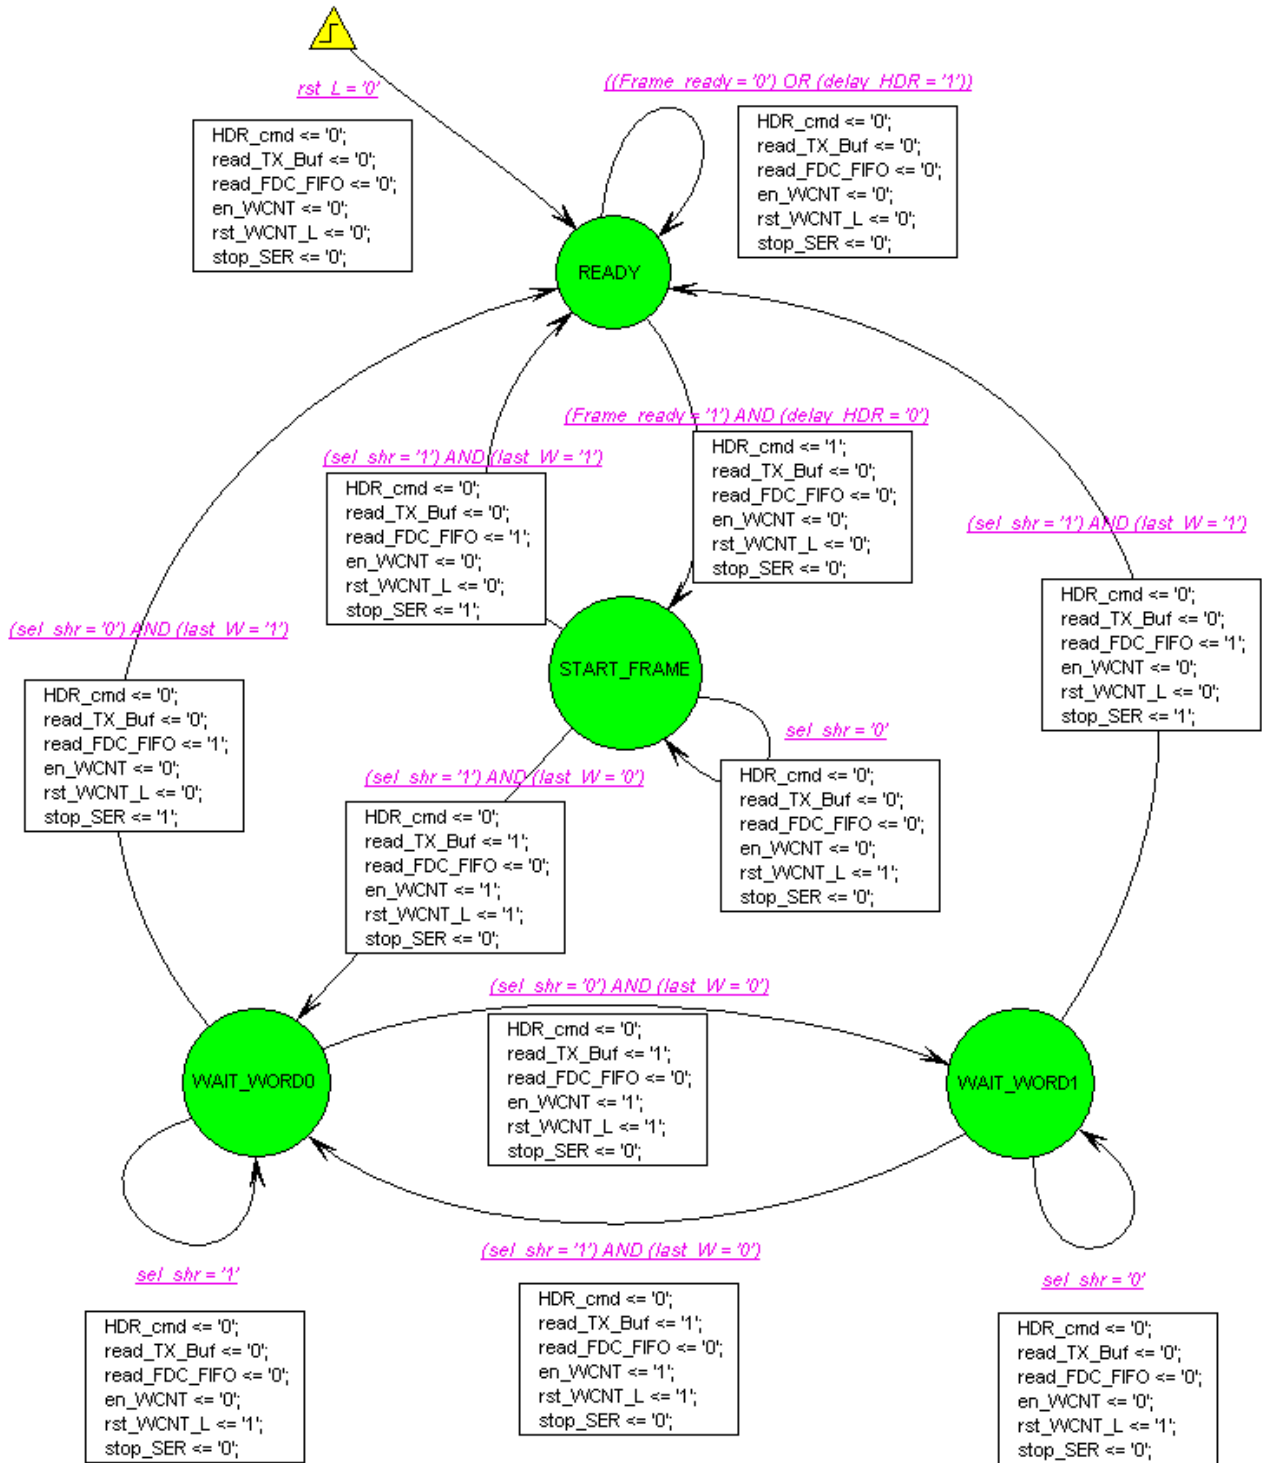 rst_L = '0'
HDR_cmd <= '0';
read_TX_Buf <= '0';
read_FDC_FIFO <= '0';
en_WCNT <= '0';
rst_WCNT_L <= '0';
stop_SER <= '0';
((Frame_ready = '0') OR (delay_HDR = '1'))
HDR_cmd <= '0';
read_TX_Buf <= '0';
read_FDC_FIFO <= '0';
en_WCNT <= '0';
rst_WCNT_L <= '0';
stop_SER <= '0';
READY
(Frame_ready = '1') AND (delay_HDR = '0')
HDR_cmd <= '1';
read_TX_Buf <= '0';
read_FDC_FIFO <= '0';
en_WCNT <= '0';
rst_WCNT_L <= '0';
stop_SER <= '0';
(sel_shr = '1') AND (last_W = '1')
HDR_cmd <= '0';
read_TX_Buf <= '0';
read_FDC_FIFO <= '1';
en_WCNT <= '0';
rst_WCNT_L <= '0';
stop_SER <= '1';
(sel_shr = '1') AND (last_W = '1')
HDR_cmd <= '0';
read_TX_Buf <= '0';
read_FDC_FIFO <= '1';
en_WCNT <= '0';
rst_WCNT_L <= '0';
stop_SER <= '1';
(sel_shr = '0') AND (last_W = '1')
HDR_cmd <= '0';
read_TX_Buf <= '0';
read_FDC_FIFO <= '1';
en_WCNT <= '0';
rst_WCNT_L <= '0';
stop_SER <= '1';
START_FRAME
sel_shr = '0'
HDR_cmd <= '0';
read_TX_Buf <= '0';
read_FDC_FIFO <= '0';
en_WCNT <= '0';
rst_WCNT_L <= '1';
stop_SER <= '0';
(sel_shr = '1') AND (last_W = '0')
HDR_cmd <= '0';
read_TX_Buf <= '1';
read_FDC_FIFO <= '0';
en_WCNT <= '1';
rst_WCNT_L <= '1';
stop_SER <= '0';
(sel_shr = '0') AND (last_W = '0')
HDR_cmd <= '0';
read_TX_Buf <= '1';
read_FDC_FIFO <= '0';
en_WCNT <= '1';
rst_WCNT_L <= '1';
stop_SER <= '0';
WAIT_WORD0
WAIT_WORD1
sel_shr = '1'
HDR_cmd <= '0';
read_TX_Buf <= '0';
read_FDC_FIFO <= '0';
en_WCNT <= '0';
rst_WCNT_L <= '1';
stop_SER <= '0';
(sel_shr = '1') AND (last_W = '0')
HDR_cmd <= '0';
read_TX_Buf <= '1';
read_FDC_FIFO <= '0';
en_WCNT <= '1';
rst_WCNT_L <= '1';
stop_SER <= '0';
sel_shr = '0'
HDR_cmd <= '0';
read_TX_Buf <= '0';
read_FDC_FIFO <= '0';
en_WCNT <= '0';
rst_WCNT_L <= '1';
stop_SER <= '0';